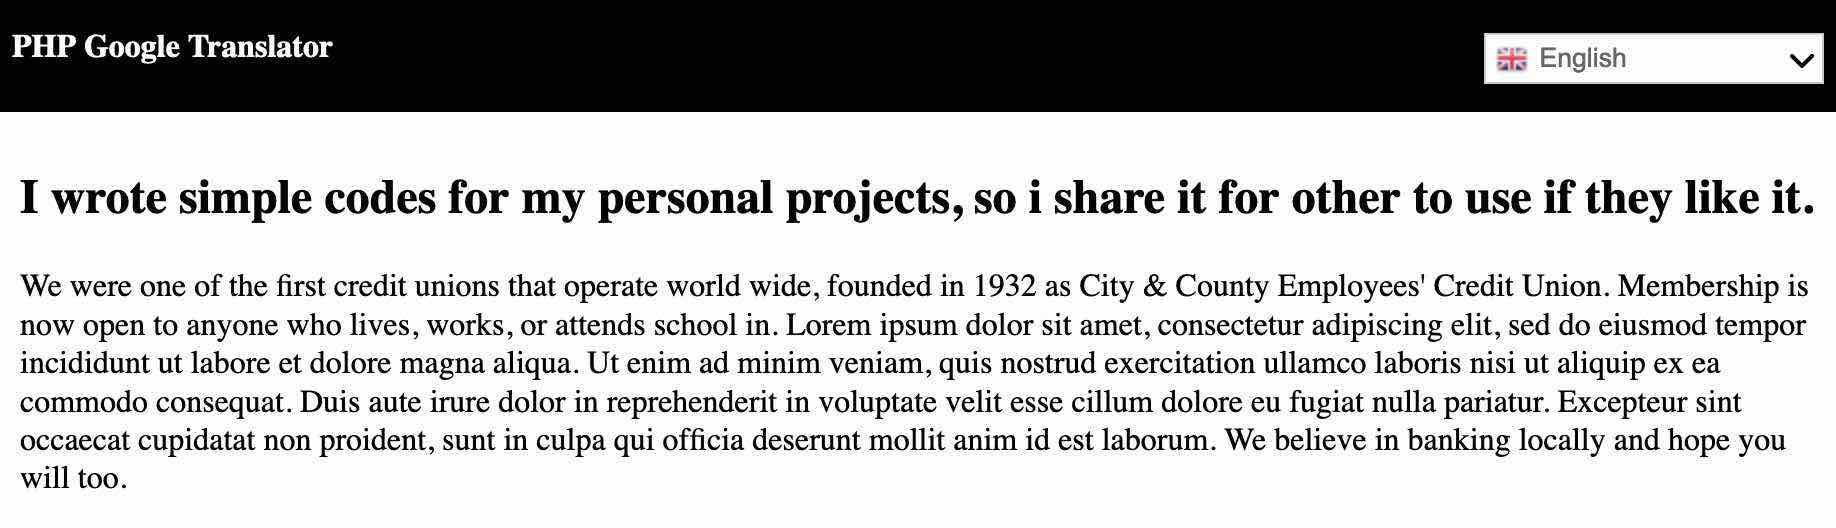 PHP Google Translator
English
I wrote simple codes for my personal projects, so i share it for other to use if they like it.
We were one of the first credit unions that operate world wide, founded in 1932 as City & County Employees' Credit Union. Membership is
now open to anyone who lives, works, or attends school in. Lorem ipsum dolor sit amet, consectetur adipiscing elit, sed do eiusmod tempor
incididunt ut labore et dolore magna aliqua. Ut enim ad minim veniam, quis nostrud exercitation ullamco laboris nisi ut aliquip ex ea
commodo consequat. Duis aute irure dolor in reprehenderit in voluptate velit esse cillum dolore eu fugiat nulla pariatur. Excepteur sint
occaecat cupidatat non proident, sunt in culpa qui officia deserunt mollit anim id est laborum. We believe in banking locally and hope you
will too.